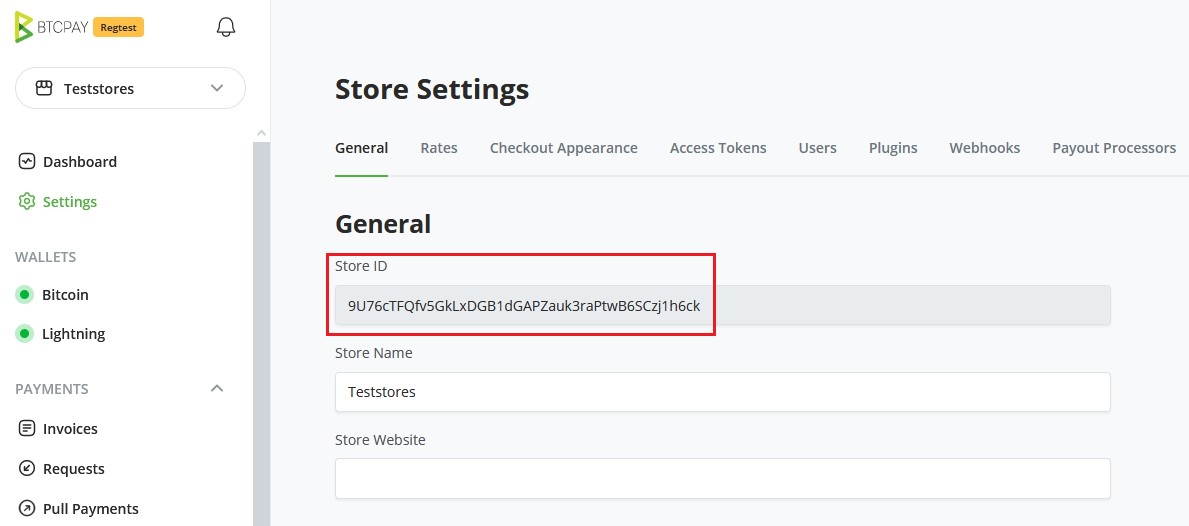 BTCPAY Regtest
Teststores
Dashboard
Settings
WALLETS
Bitcoin
Lightning
PAYMENTS
Invoices
Requests
Pull Payments
Store Settings
General Rates Checkout Appearance Access Tokens Users Plugins Webhooks Payout Processors
General
Store ID
9U76cTFQfv5GkLxDGB1dGAPZauk3raPtwB6SCzj1h6ck
Store Name
Teststores
Store Website